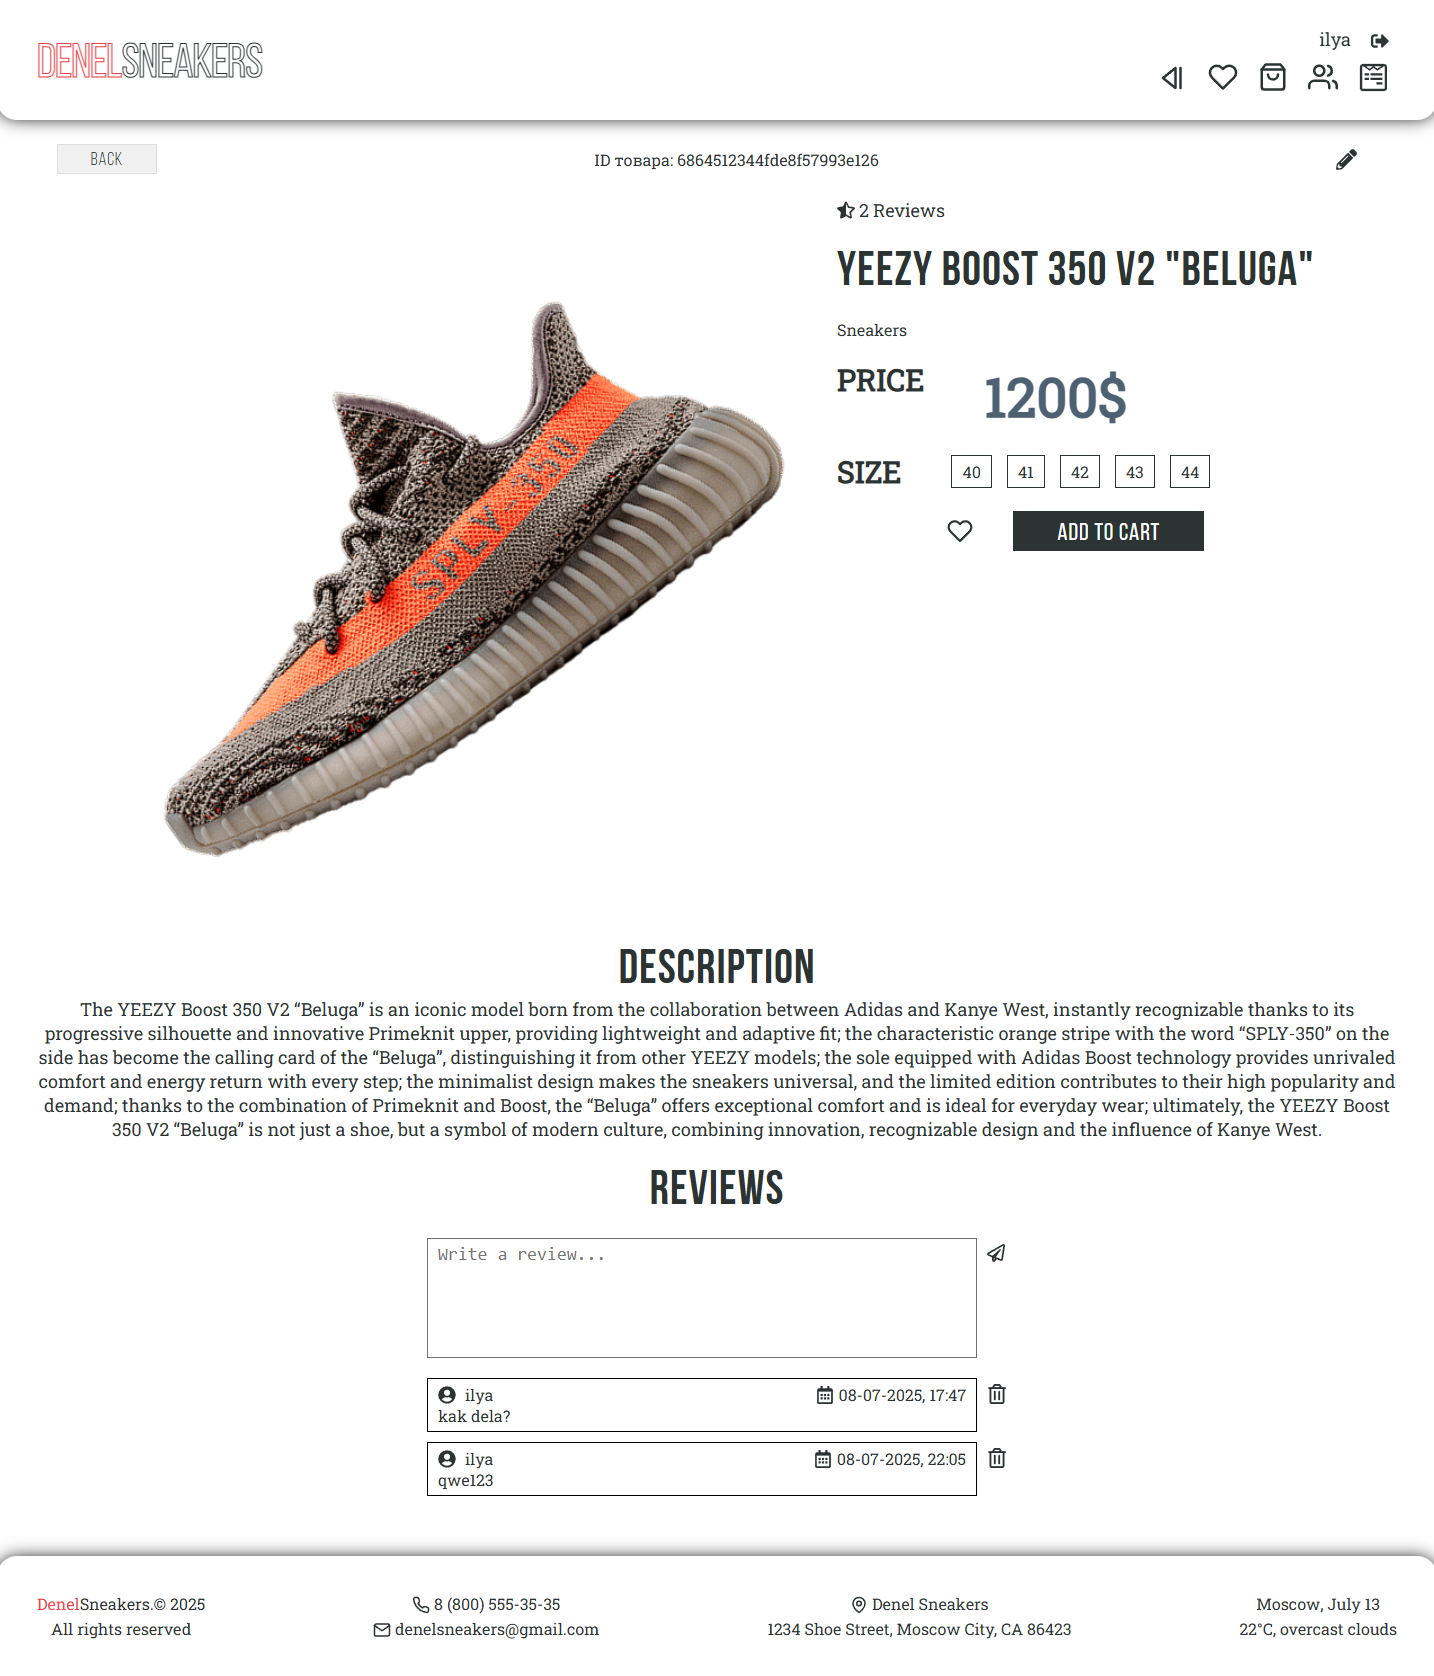 DENELSNEAKERS
ilya
BACK
ID товара: 6864512344fde8f57993e126
2 Reviews
YEEZY BOOST 350 V2 "BELUGA"
Sneakers
PRICE
1200$
SIZE
40
41
42
43
44
ADD TO CART
SPLY-350
DESCRIPTION
The YEEZY Boost 350 V2 “Beluga” is an iconic model born from the collaboration between Adidas and Kanye West, instantly recognizable thanks to its
progressive silhouette and innovative Primeknit upper, providing lightweight and adaptive fit; the characteristic orange stripe with the word “SPLY-350” on the
side has become the calling card of the “Beluga”, distinguishing it from other YEEZY models; the sole equipped with Adidas Boost technology provides unrivaled
comfort and energy return with every step; the minimalist design makes the sneakers universal, and the limited edition contributes to their high popularity and
demand; thanks to the combination of Primeknit and Boost, the “Beluga” offers exceptional comfort and is ideal for everyday wear; ultimately, the YEEZY Boost
350 V2 “Beluga” is not just a shoe, but a symbol of modern culture, combining innovation, recognizable design and the influence of Kanye West.
REVIEWS
Write a review...
ilya 08-07-2025, 17:47
kak dela?
ilya 08-07-2025, 22:05
qwe123
DenelSneakers.© 2025
All rights reserved
8 (800) 555-35-35
denelsneakers@gmail.com
Denel Sneakers
1234 Shoe Street, Moscow City, CA 86423
Moscow, July 13
22°C, overcast clouds